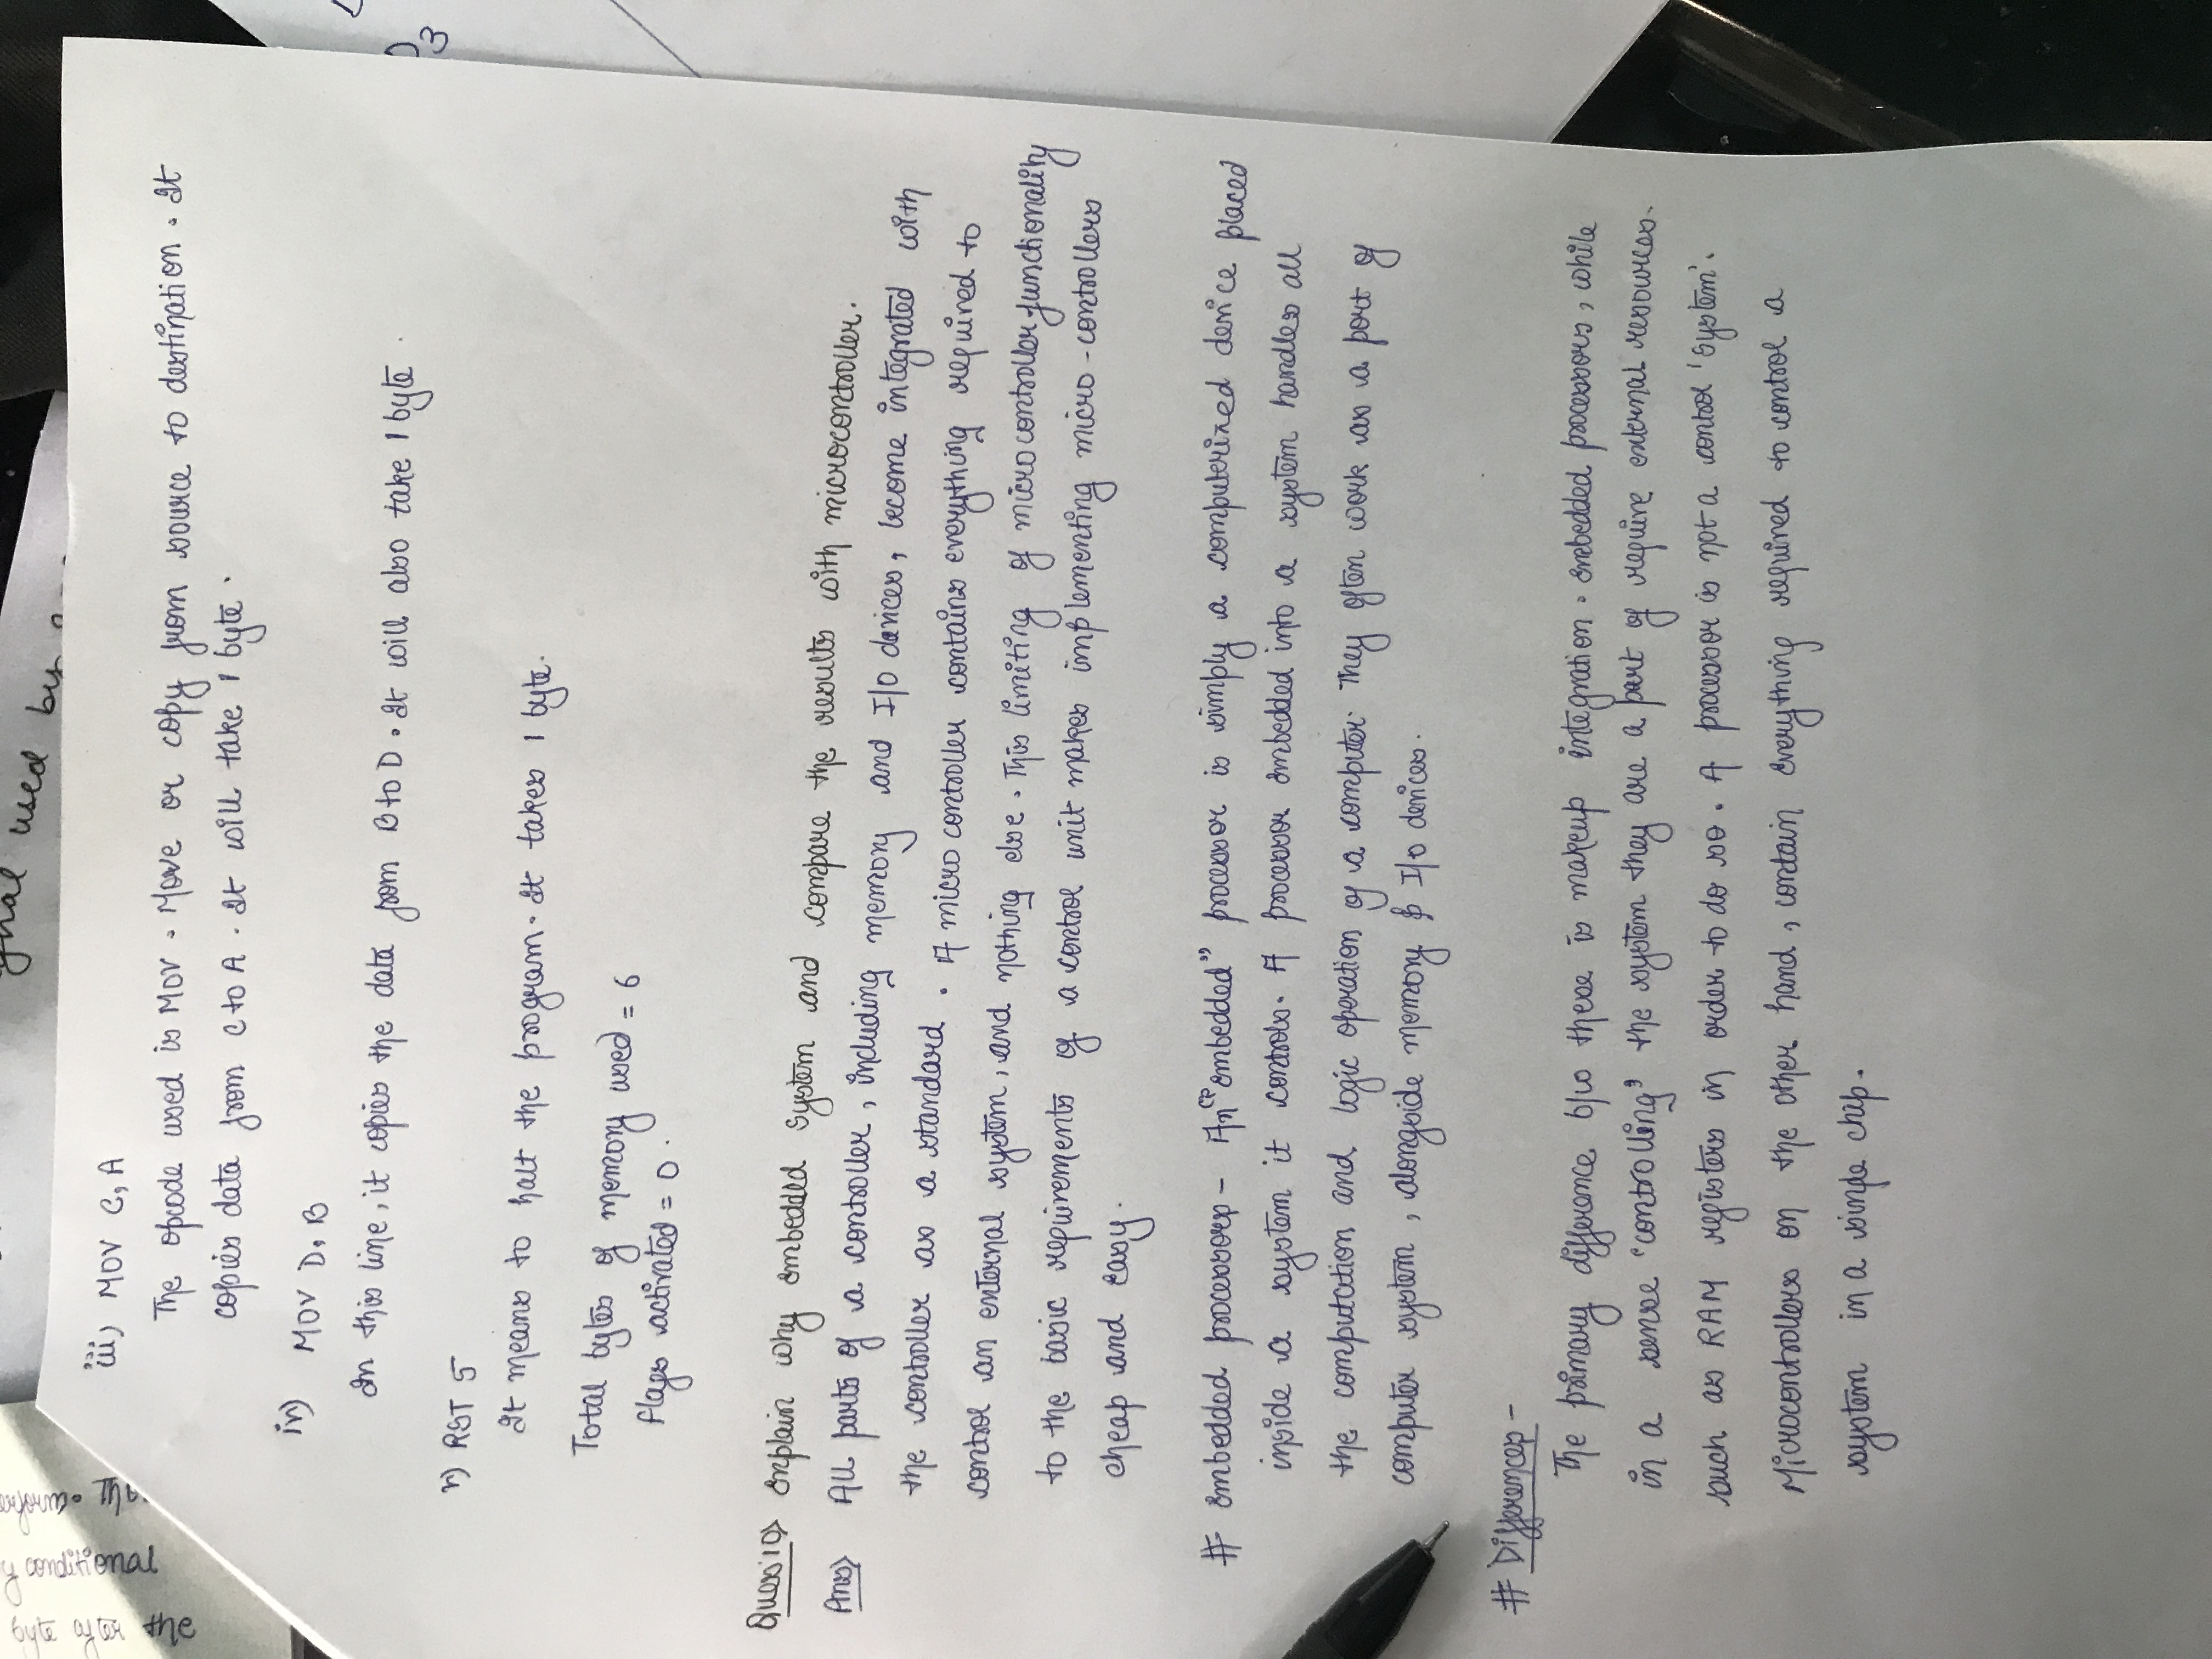 gnal used by
byte
y conditional
the
iii) MOV C, A
The opcode used is MOV. Move or copy from source to destination. It
copies data from C to A. It will take 1 byte.
iv) MOV D, B
In this line, it copies the data from B to D. It will also take 1 byte.
v) RST 5
It means to halt the program. It takes 1 byte.
Total bytes of memory used = 6
flags activated = 0.
Ques:10> Explain why embedded system and compare the results with microcontroller.
Ans> All parts of a controller, including memory and I/O devices, become integrated with
the controller as a standard. A micro controller contains everything required to
control an external system, and nothing else. This limiting of micro controller functionality
to the basic requirements of a control unit makes implementing micro-controllers
cheap and easy.
# Embedded processors - An "embedded" processor is simply a computerized device placed
inside a system it controls. A processor embedded into a system handles all
the computation and logic operation of a computer. They often work as a part of
computer system, alongside memory & I/O devices.
# Differences -
The primary difference b/w these is makeup integration. Embedded processors, while
in a sense 'controlling' the system they are a part of require external resources.
such as RAM registers in order to do so. A processor is not a control 'system'.
Microcontrollers on the other hand, contain everything required to control a
system in a single chip.
3